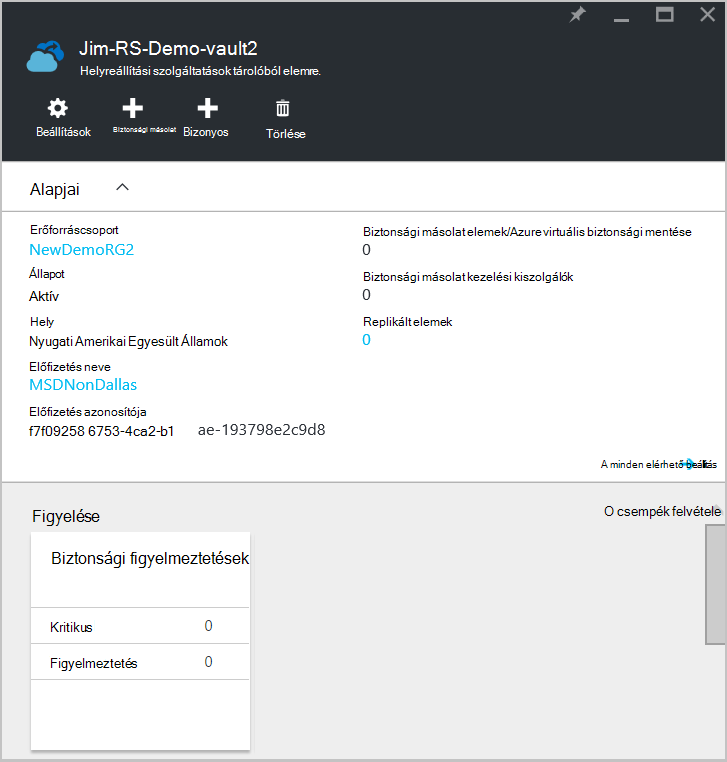 Jim-RS-Demo-vault2
Helyreállítási szolgáltatások tárolóból elemre.
Beállítások
Biztonsági másolat
Bizonyos
Törlése
Alapjai
Erőforráscsoport
NewDemoRG2
Állapot
Aktív
Hely
Nyugati Amerikai Egyesült Államok
Előfizetés neve
MSDNonDallas
Előfizetés azonosítója
f7f09258 6753-4ca2-b1 ae-193798e2c9d8
Biztonsági másolat elemek/Azure virtuális biztonsági mentése
0
Biztonsági másolat kezelési kiszolgálók
0
Replikált elemek
0
A minden elérhető
Figyelése
O csempék felvétele
Biztonsági figyelmeztetések
Kritikus 0
Figyelmeztetés 0